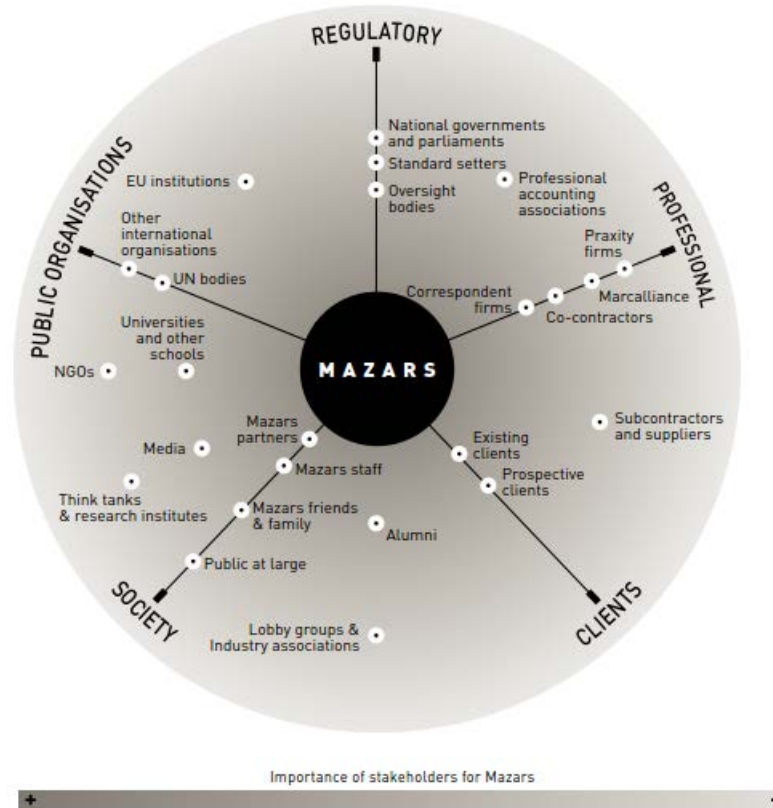 REGULATORY
National governments
and parliaments
Standard setters
Oversight
bodies
Professional
accounting
associations
EU institutions
PUBLIC ORGANISATIONS
Other
international
organisations
UN bodies
PROFESSIONAL
Praxity
firms
Marcalliance
Correspondent
firms
Co-contractors
Universities
and other
schools
NGOs
MAZARS
Subcontractors
and suppliers
Mazars
partners
Existing
clients
Media
Mazars staff
Prospective
clients
Think tanks
& research institutes
Mazars friends
& family
Alumni
Public at large
SOCIETY
CLIENTS
Lobby groups &
Industry associations
Importance of stakeholders for Mazars
+